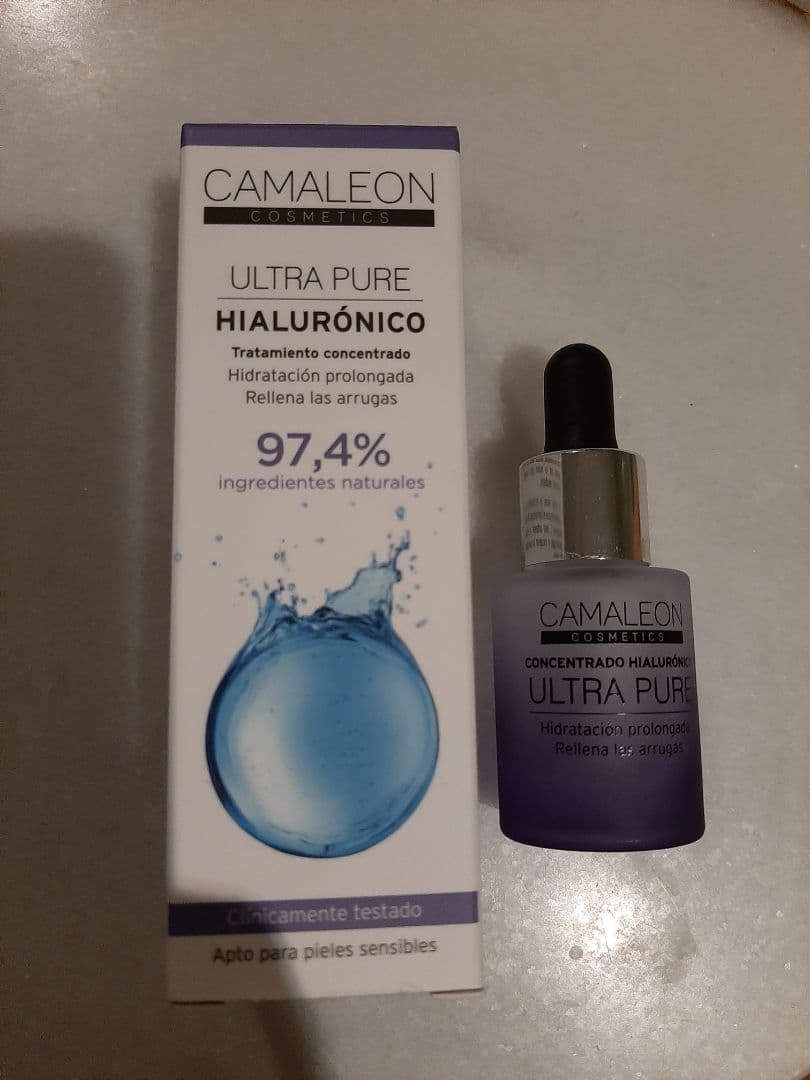 CAMALEON
COSMETICS
ULTRA PURE
HIALURÓNICO
Tratamiento concentrado
Hidratación prolongada
Rellena las arrugas
97,4%
ingredientes naturales
Clínicamente testado
Apto para pieles sensibles
CAMALEON
COSMETICS
CONCENTRADO HIALURÓNIC
ULTRA PURE
Hidratación prolongada
Rellena las arrugas